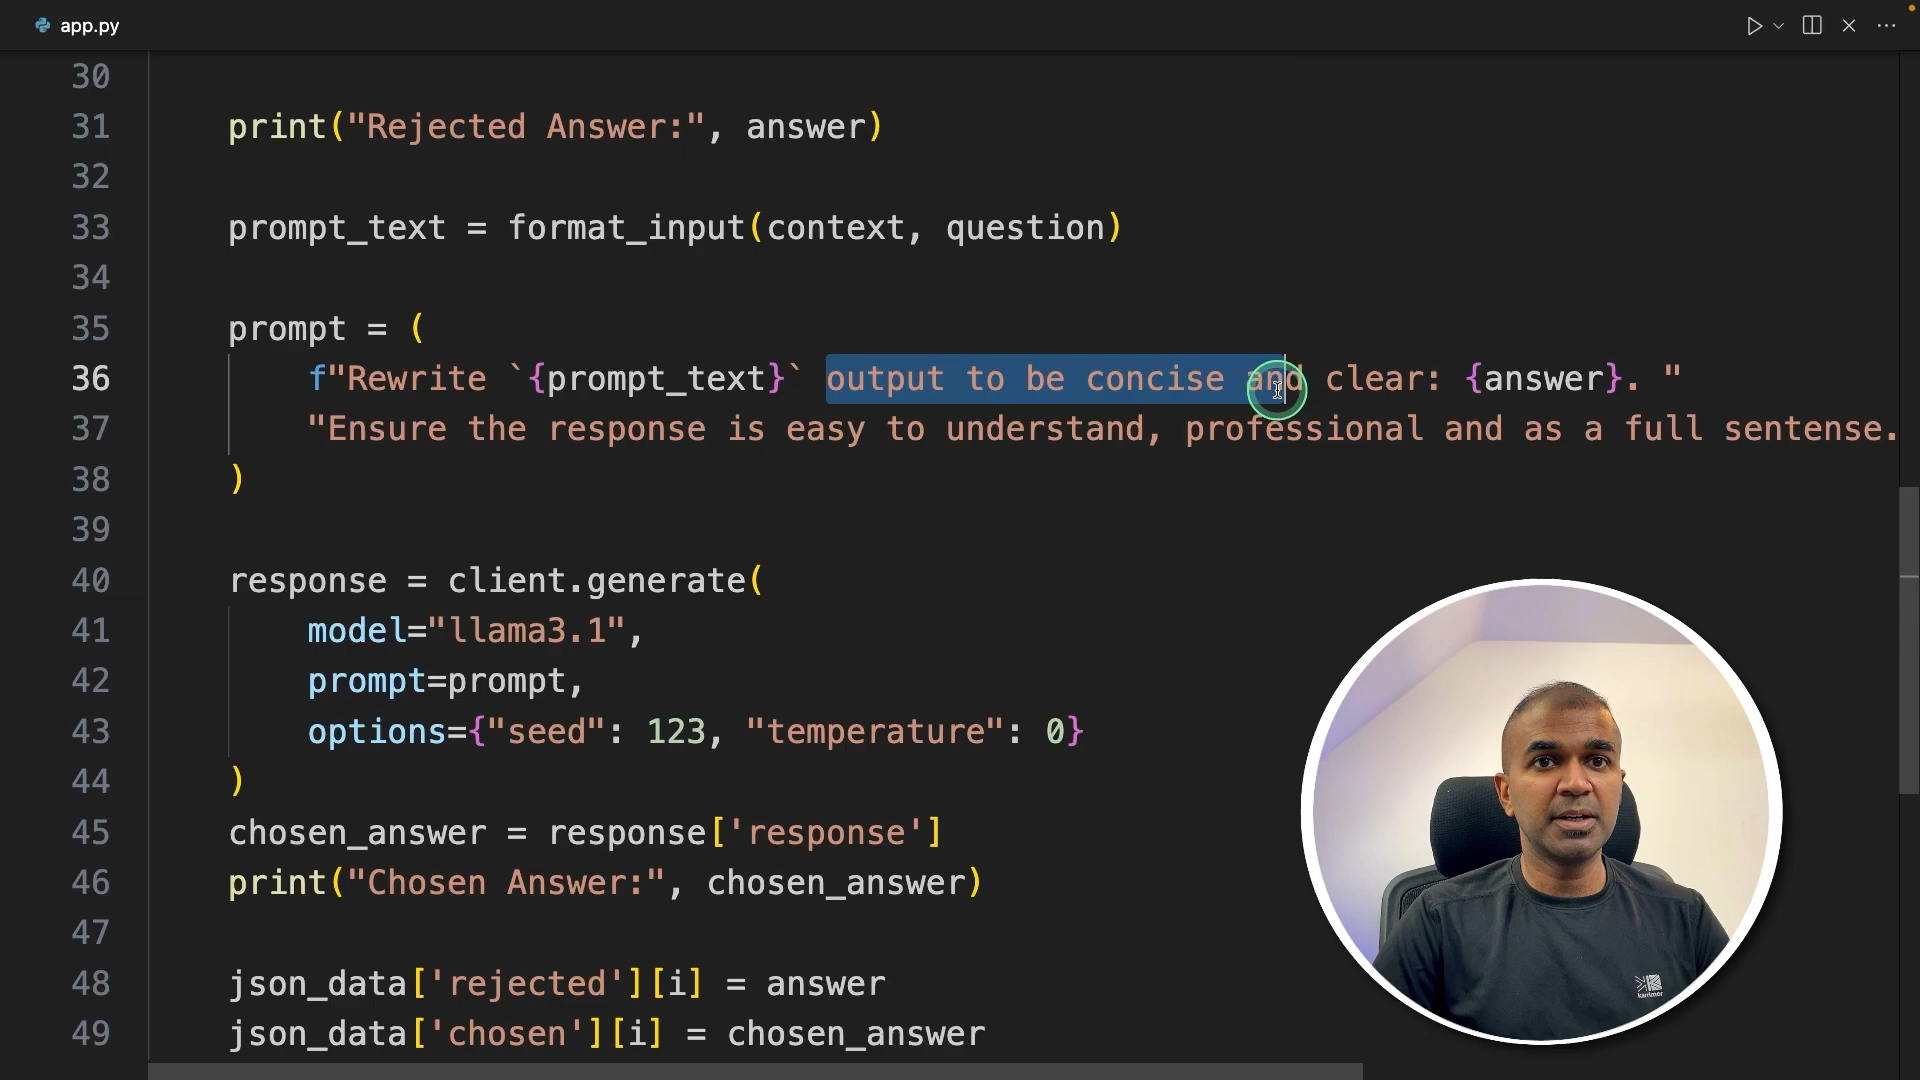 app.py
30
31 print("Rejected Answer:", answer)
32
33 prompt_text = format_input(context, question)
34
35 prompt = (
36 f"Rewrite `{prompt_text}` output to be concise and clear: {answer}. "
37 "Ensure the response is easy to understand, professional and as a full sentence.
38 )
39
40 response = client.generate(
41 model="llama3.1",
42 prompt=prompt,
43 options={"seed": 123, "temperature": 0}
44 )
45 chosen_answer = response['response']
46 print("Chosen Answer:", chosen_answer)
47
48 json_data['rejected'][i] = answer
49 json_data['chosen'][i] = chosen_answer
kantmor